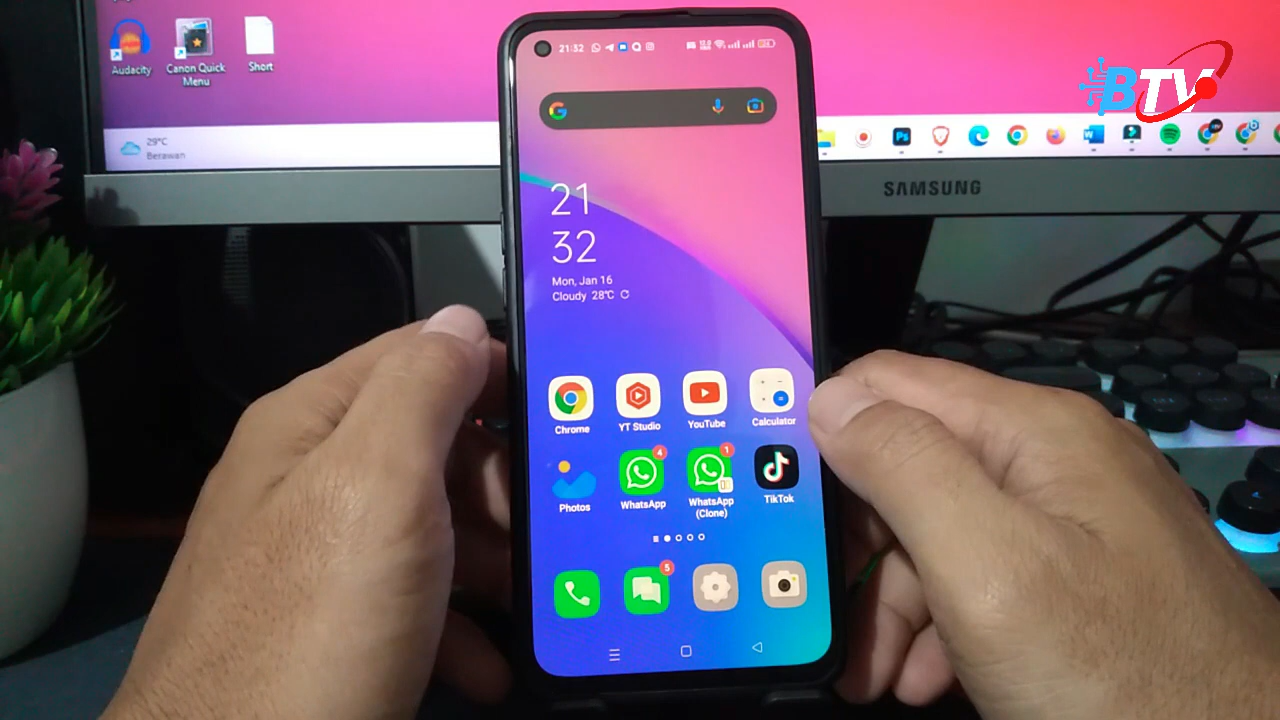 Audacity
Canon Quick
Menu
Short
29°C
Berawan
BTV
Ps
W
SAMSUNG
21:32
21
32
Mon, Jan 16
Cloudy 28°C
Chrome
YT Studio
YouTube
Calculator
4
1
Photos
WhatsApp
WhatsApp
(Clone)
TikTok
5